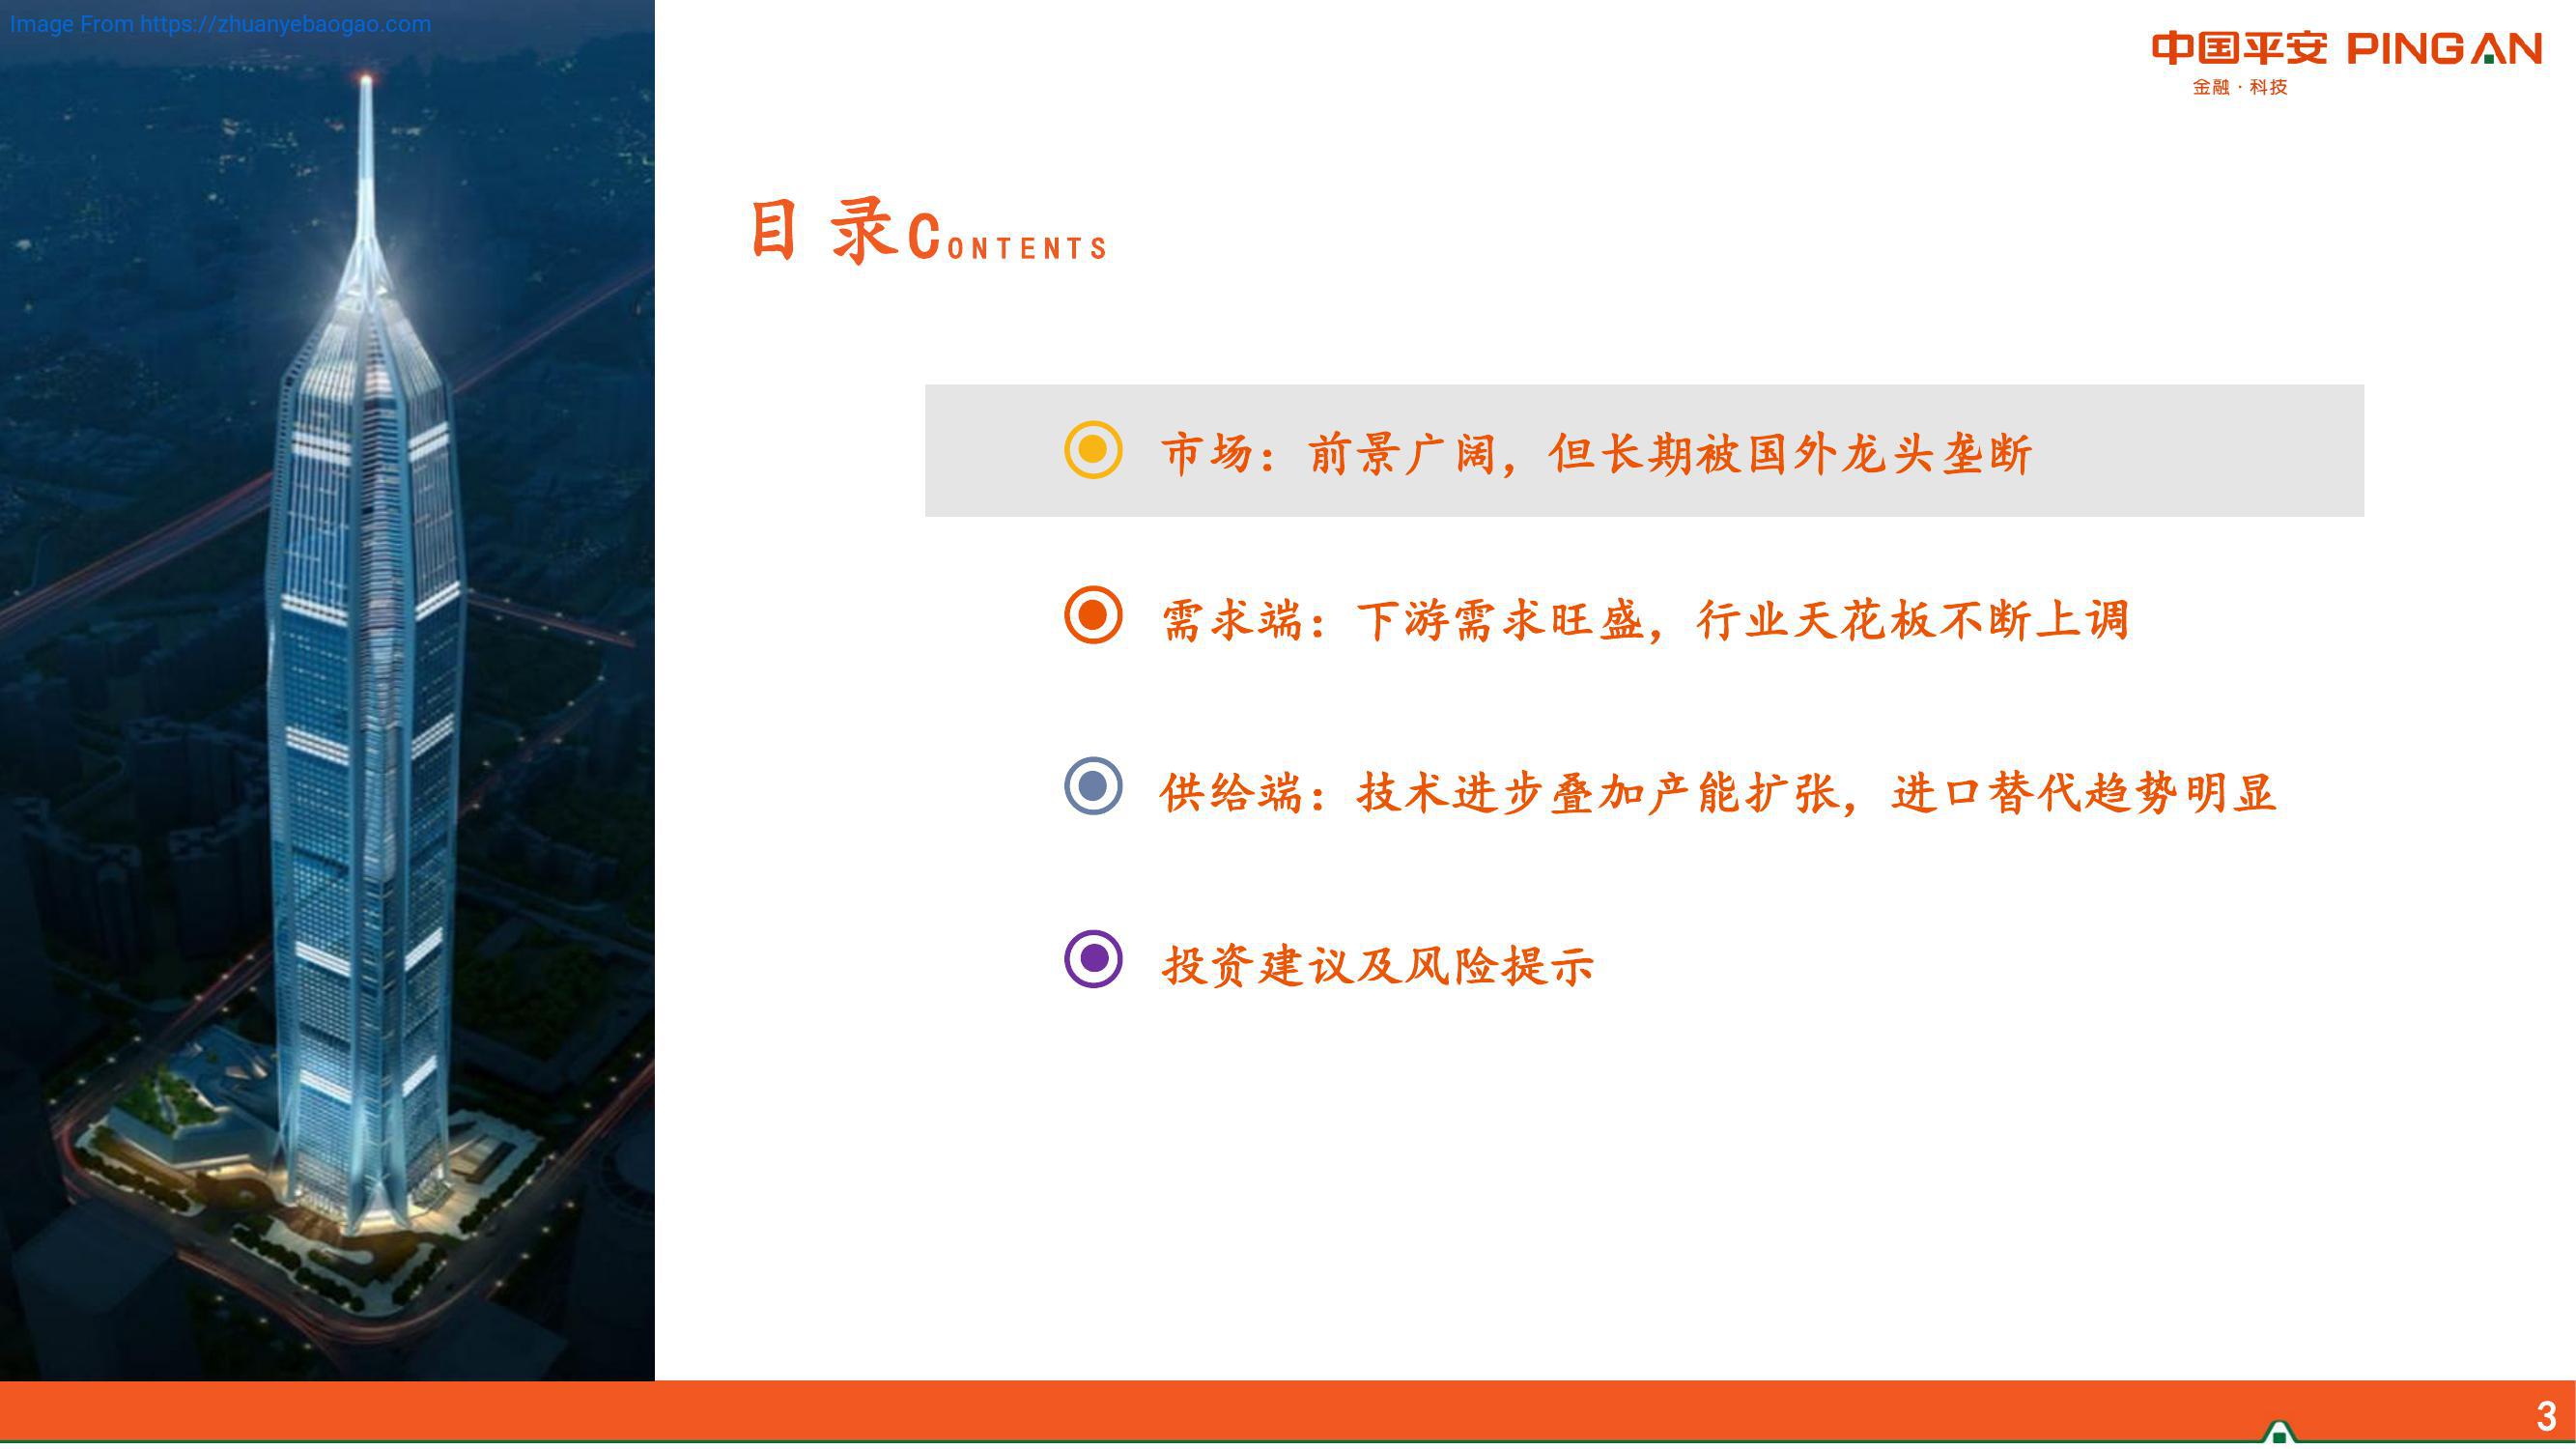 Image From https://zhuanyebaogao.com
中国平安 PINGAN
金融·科技
目 录CONTENTS
市场：前景广阔，但长期被国外龙头垄断
需求端：下游需求旺盛，行业天花板不断上调
供给端：技术进步叠加产能扩张，进口替代趋势明显
投资建议及风险提示
3